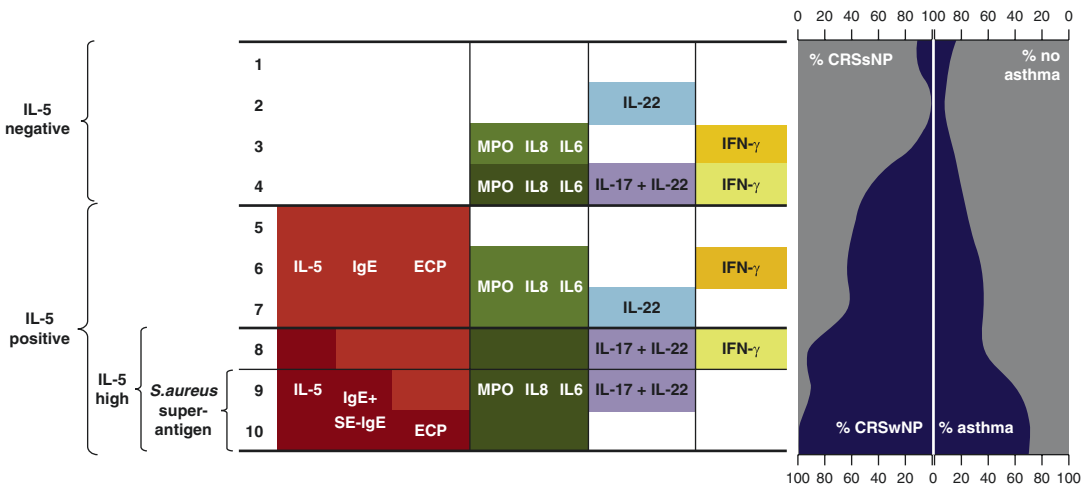 0 20 40 60 80 100 80 60 40 20 0
% CRSsNP
% no
asthma
IL-5
negative
1
2 IL-22
3 MPO IL8 IL6 IFN-γ
4 MPO IL8 IL6 IL-17 + IL-22 IFN-γ
IL-5
positive
5
6 IL-5 IgE ECP IFN-γ
MPO IL8 IL6
7 IL-22
IL-5
high
8 IL-17 + IL-22 IFN-γ
S.aureus
super-
antigen
9 IL-5 IgE+ MPO IL8 IL6 IL-17 + IL-22
SE-IgE
10 ECP
% CRSwNP % asthma
100 80 60 40 20 0 20 40 60 80 100